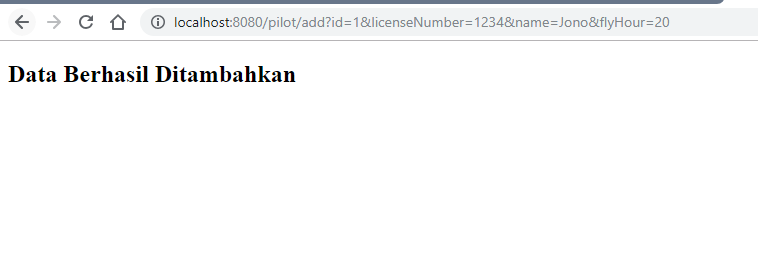 localhost:8080/pilot/add?id=1&licenseNumber=1234&name=Jono&flyHour=20
Data Berhasil Ditambahkan